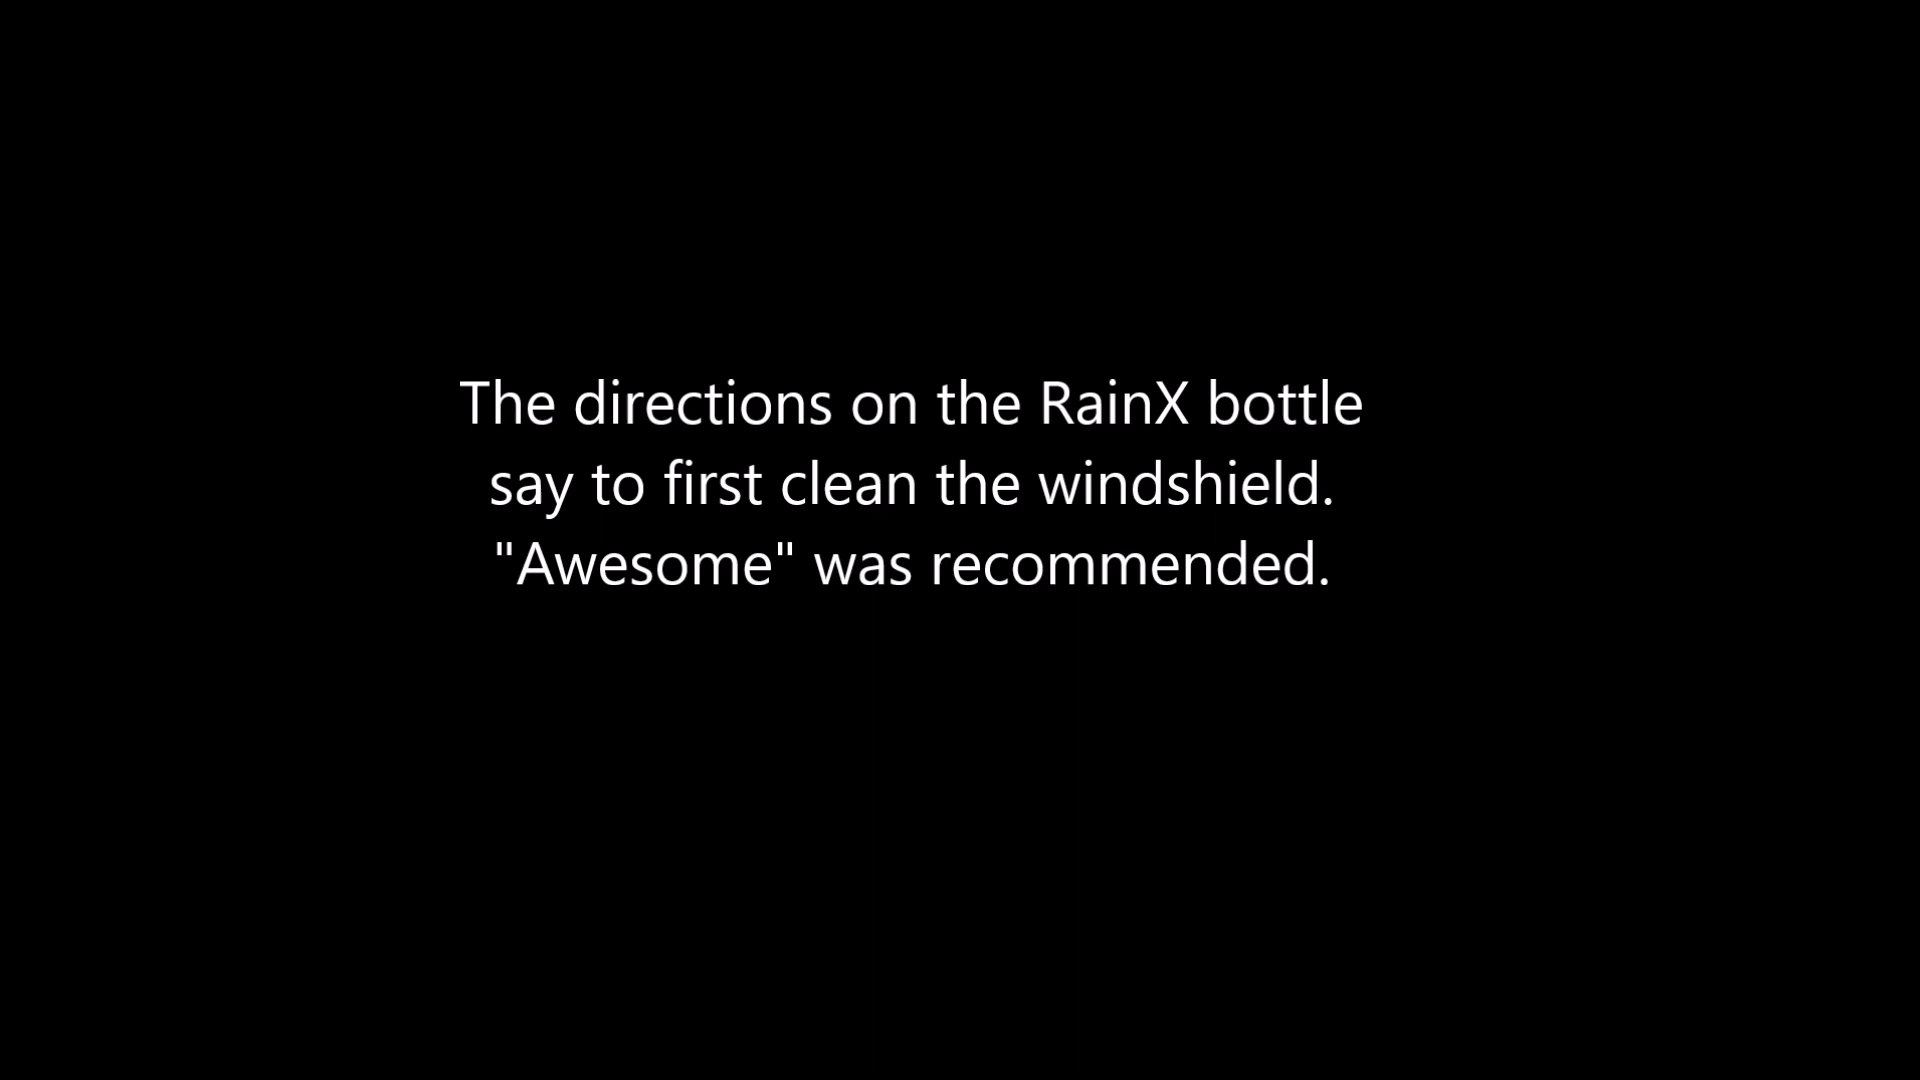 The directions on the RainX bottle
say to first clean the windshield.
"Awesome" was recommended.